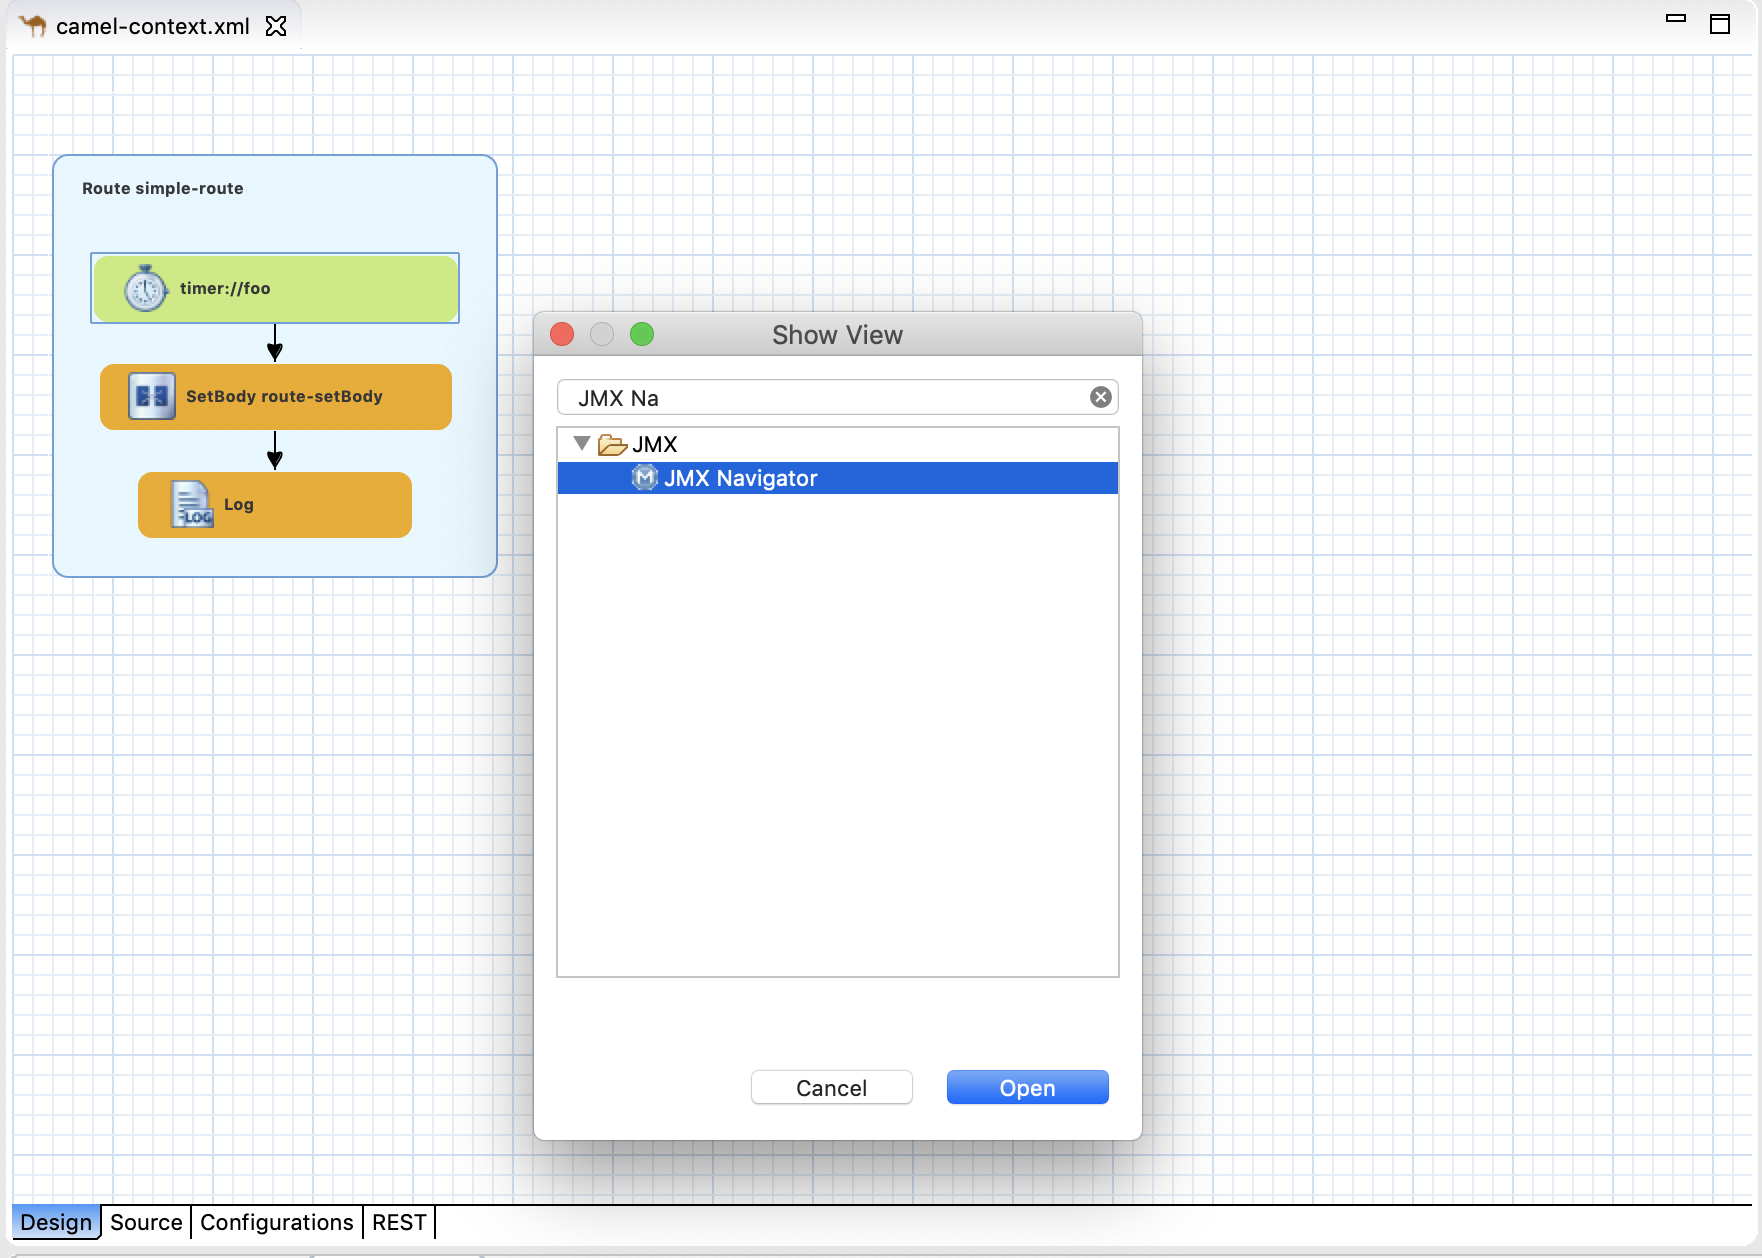 camel-context.xml
Route simple-route
timer://foo
SetBody route-setBody
LOG
Log
Show View
JMX Na
JMX
M
JMX Navigator
Cancel
Open
Design
Source
Configurations
REST